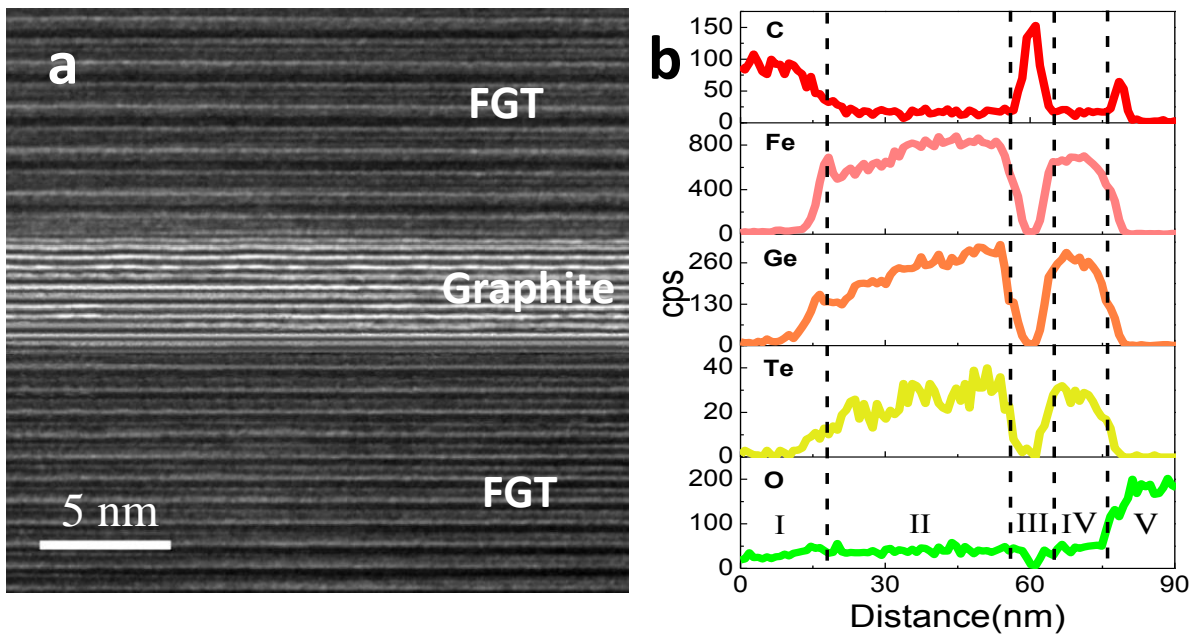 a
FGT
Graphite
FGT
5 nm
b
C
150
100
50
0
Fe
800
400
0
Ge
260
130
0
cps
Te
40
20
0
O
200
100
0
I II III IV V
0 30 60 90
Distance(nm)